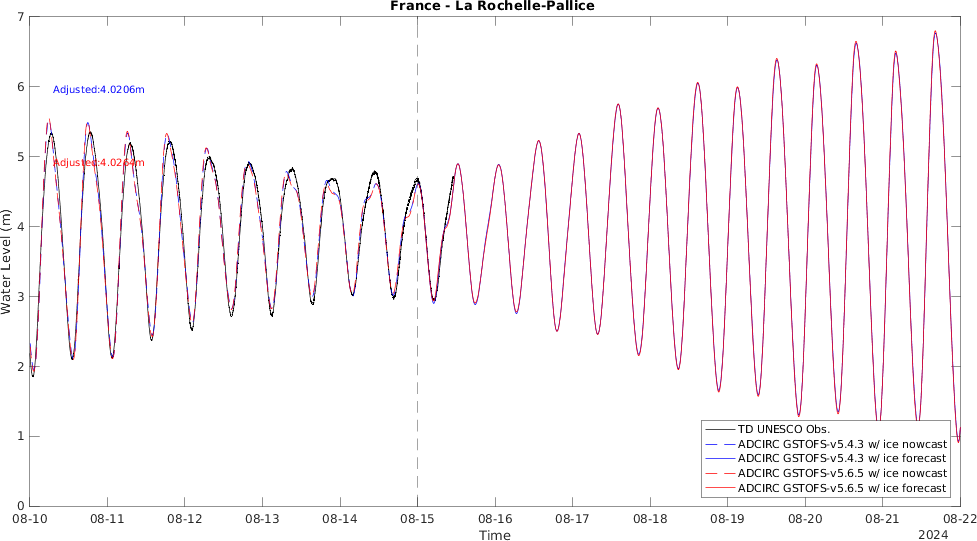 France - La Rochelle-Pallice
7
6
5
4
3
2
1
0
Water Level (m)
Adjusted:4.0206m
Adjusted:4.0264m
TD UNESCO Obs.
ADCIRC GSTOFS-v5.4.3 w/ ice nowcast
ADCIRC GSTOFS-v5.4.3 w/ ice forecast
ADCIRC GSTOFS-v5.6.5 w/ ice nowcast
ADCIRC GSTOFS-v5.6.5 w/ ice forecast
08-10 08-11 08-12 08-13 08-14 08-15 08-16 08-17 08-18 08-19 08-20 08-21 08-22
Time
2024